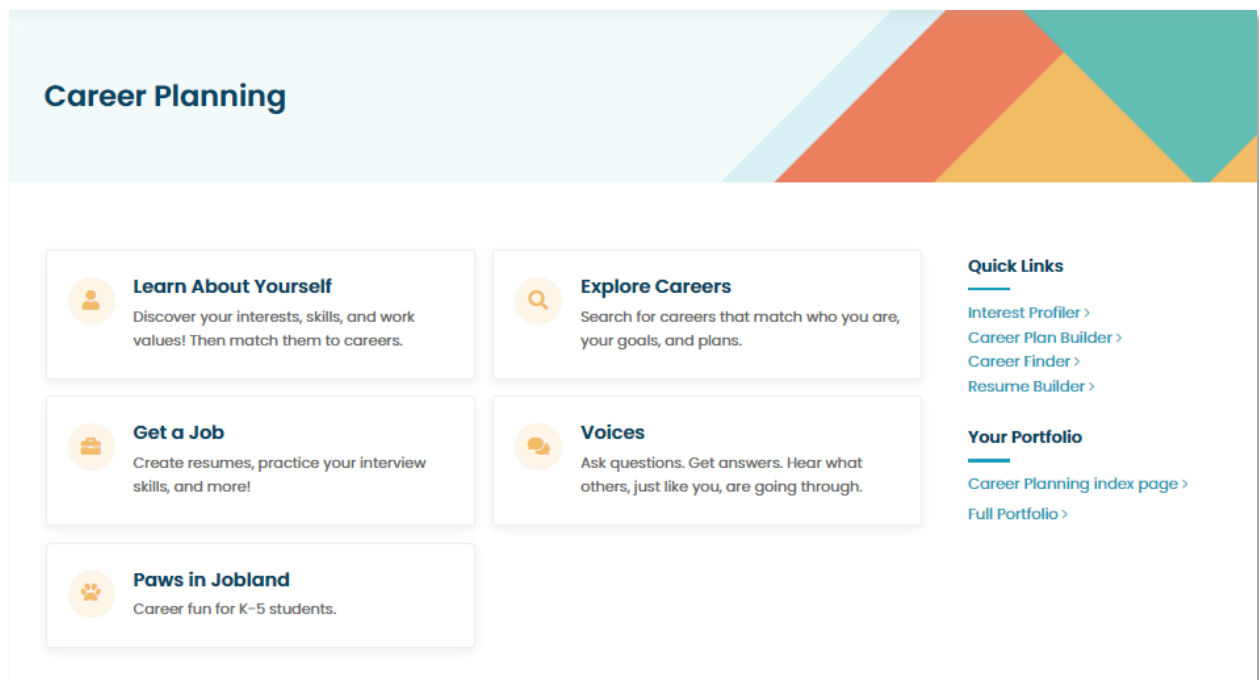 Career Planning
Learn About Yourself
Discover your interests, skills, and work
values! Then match them to careers.
Explore Careers
Search for careers that match who you are,
your goals, and plans.
Get a Job
Create resumes, practice your interview
skills, and more!
Voices
Ask questions. Get answers. Hear what
others, just like you, are going through.
Paws in Jobland
Career fun for K-5 students.
Quick Links
Interest Profiler >
Career Plan Builder >
Career Finder >
Resume Builder >
Your Portfolio
Career Planning index page >
Full Portfolio >